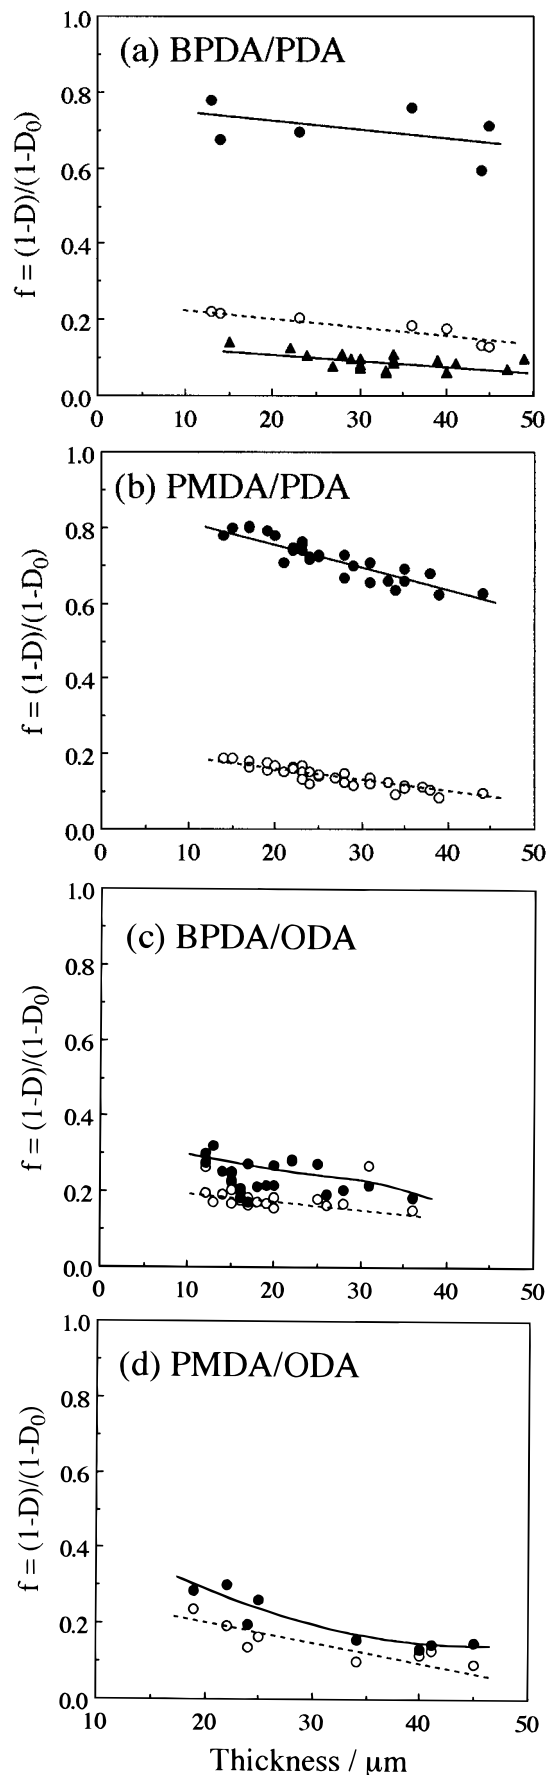 1.0
(a) BPDA/PDA
0.8
0.6
0.4
0.2
0.0
f = (1-D)/(1-D₀)
0 10 20 30 40 50
1.0
(b) PMDA/PDA
0.8
0.6
0.4
0.2
0.0
f = (1-D)/(1-D₀)
0 10 20 30 40 50
1.0
(c) BPDA/ODA
0.8
0.6
0.4
0.2
0.0
f = (1-D)/(1-D₀)
0 10 20 30 40 50
1.0
(d) PMDA/ODA
0.8
0.6
0.4
0.2
0.0
f = (1-D)/(1-D₀)
10 20 30 40 50
Thickness / μm